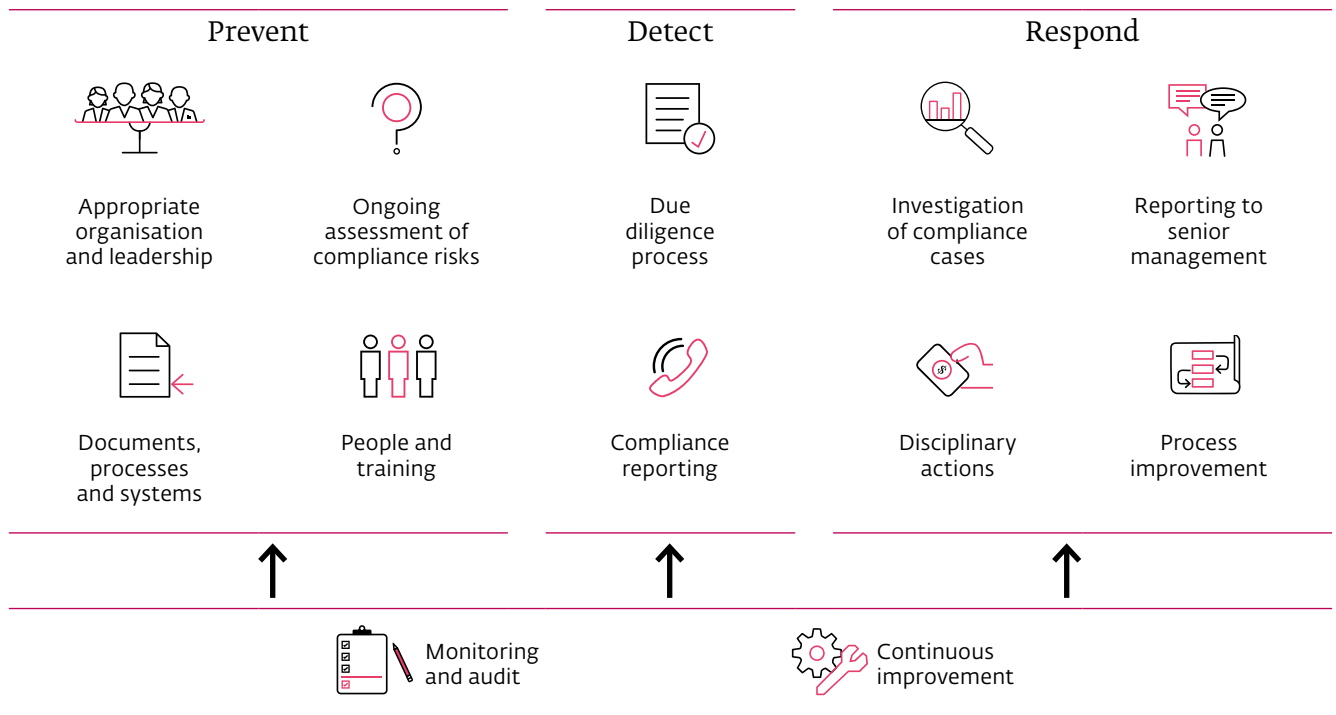 Prevent
Appropriate
organisation
and leadership
Ongoing
assessment of
compliance risks
Documents,
processes
and systems
People and
training
Detect
Due
diligence
process
Compliance
reporting
Respond
Investigation
of compliance
cases
Reporting to
senior
management
Disciplinary
actions
Process
improvement
Monitoring
and audit
Continuous
improvement